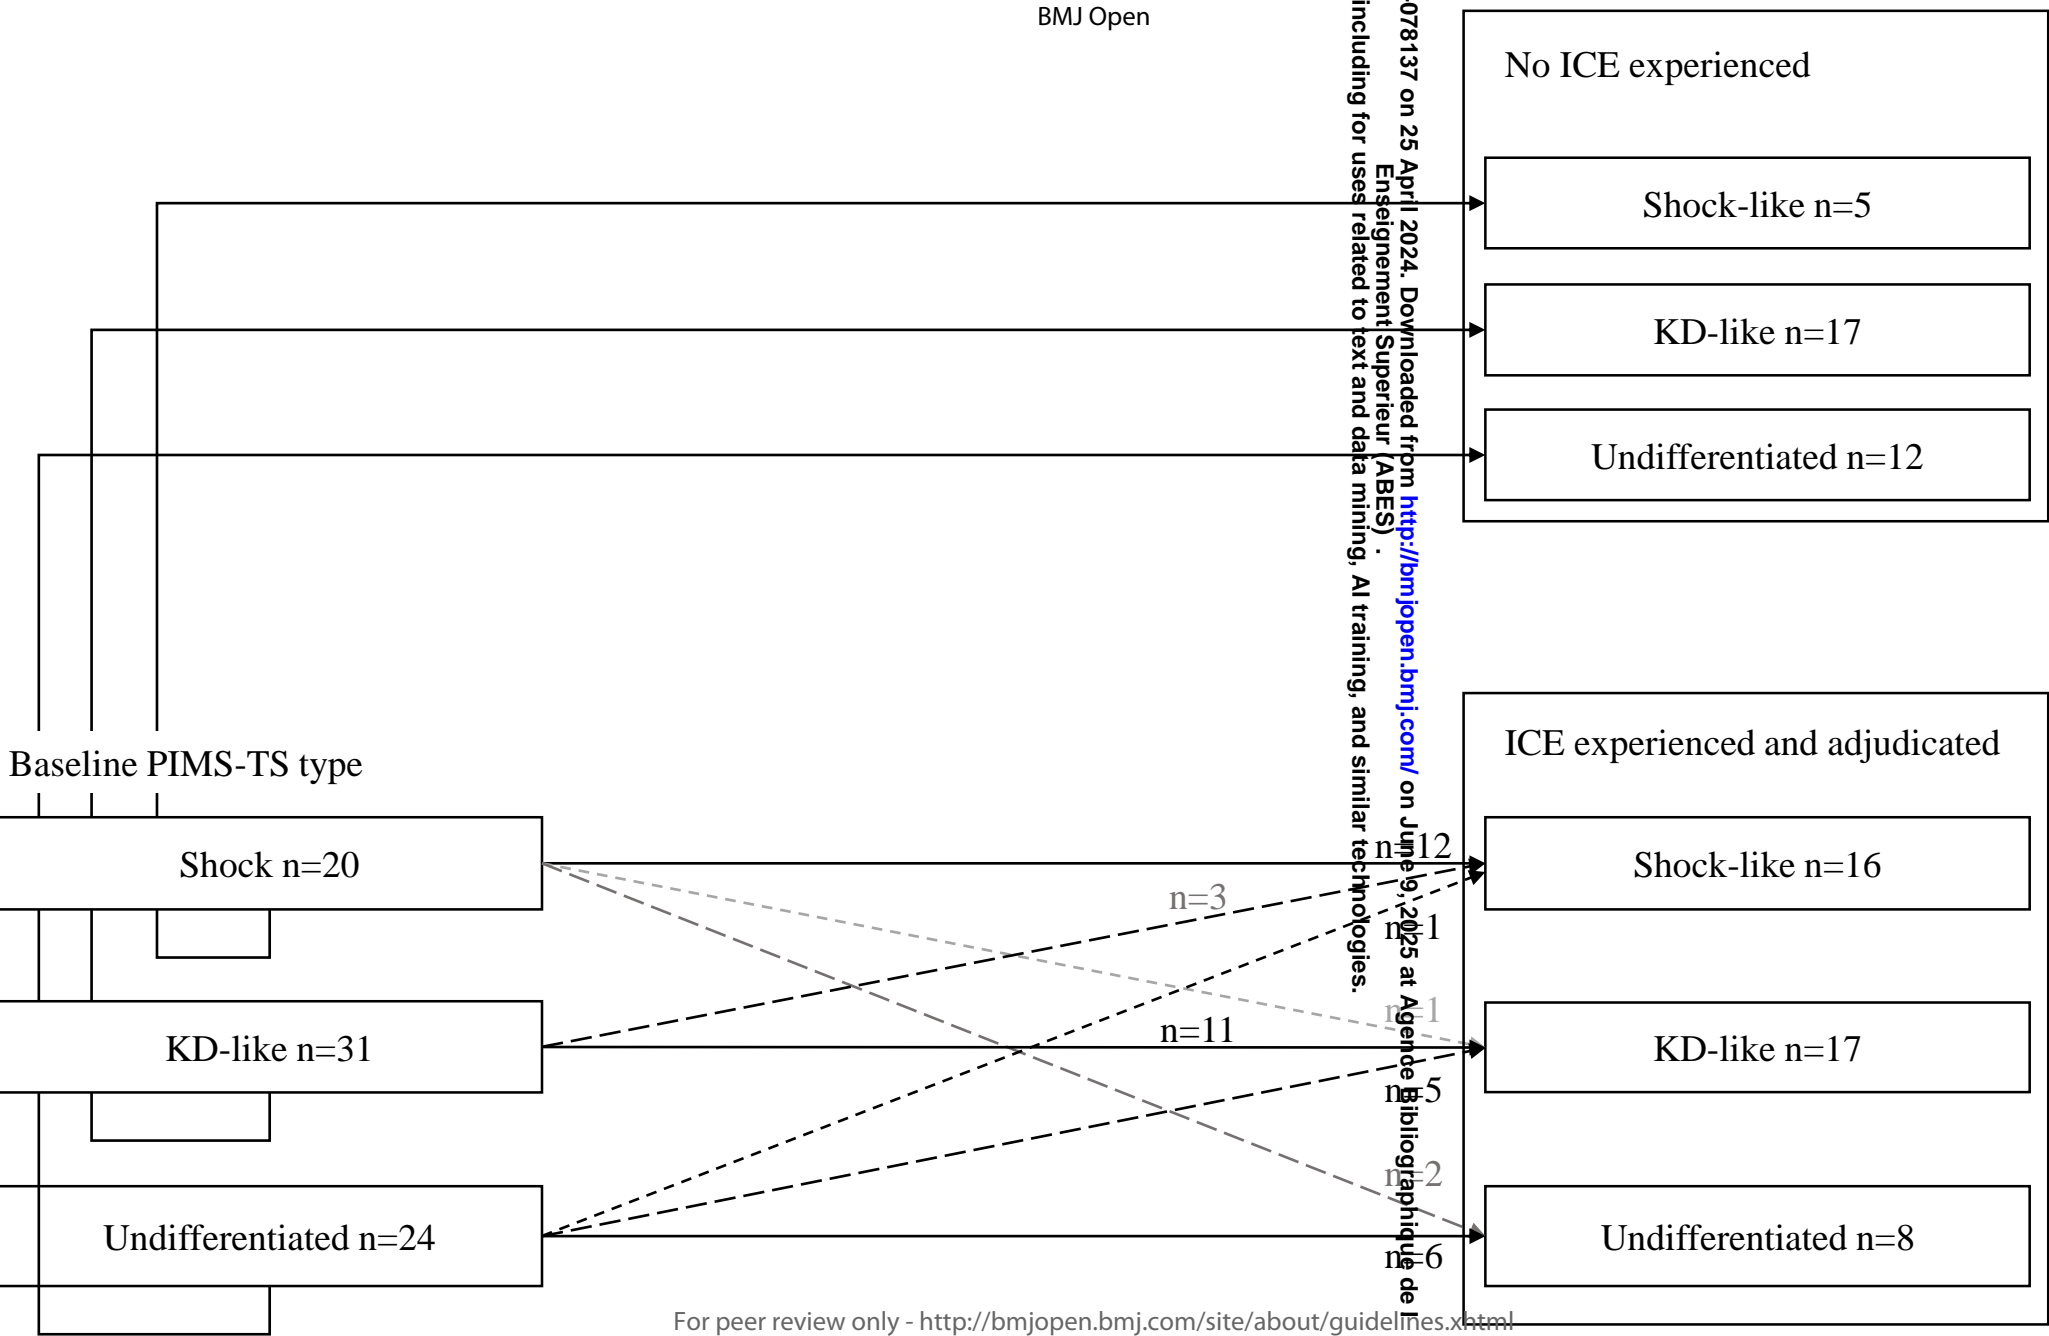 BMJ Open
-078137 on 25 April 2024. Downloaded from http://bmjopen.bmj.com/ on June 9, 2025 at Agence Bibliographique de l
Enseignement Superieur (ABES) .
including for uses related to text and data mining, AI training, and similar technologies.
No ICE experienced
Shock-like n=5
KD-like n=17
Undifferentiated n=12
Baseline PIMS-TS type
Shock n=20
KD-like n=31
Undifferentiated n=24
n=12
n=3
n=1
n=1
n=11
n=5
n=2
n=6
ICE experienced and adjudicated
Shock-like n=16
KD-like n=17
Undifferentiated n=8
For peer review only - http://bmjopen.bmj.com/site/about/guidelines.xhtml